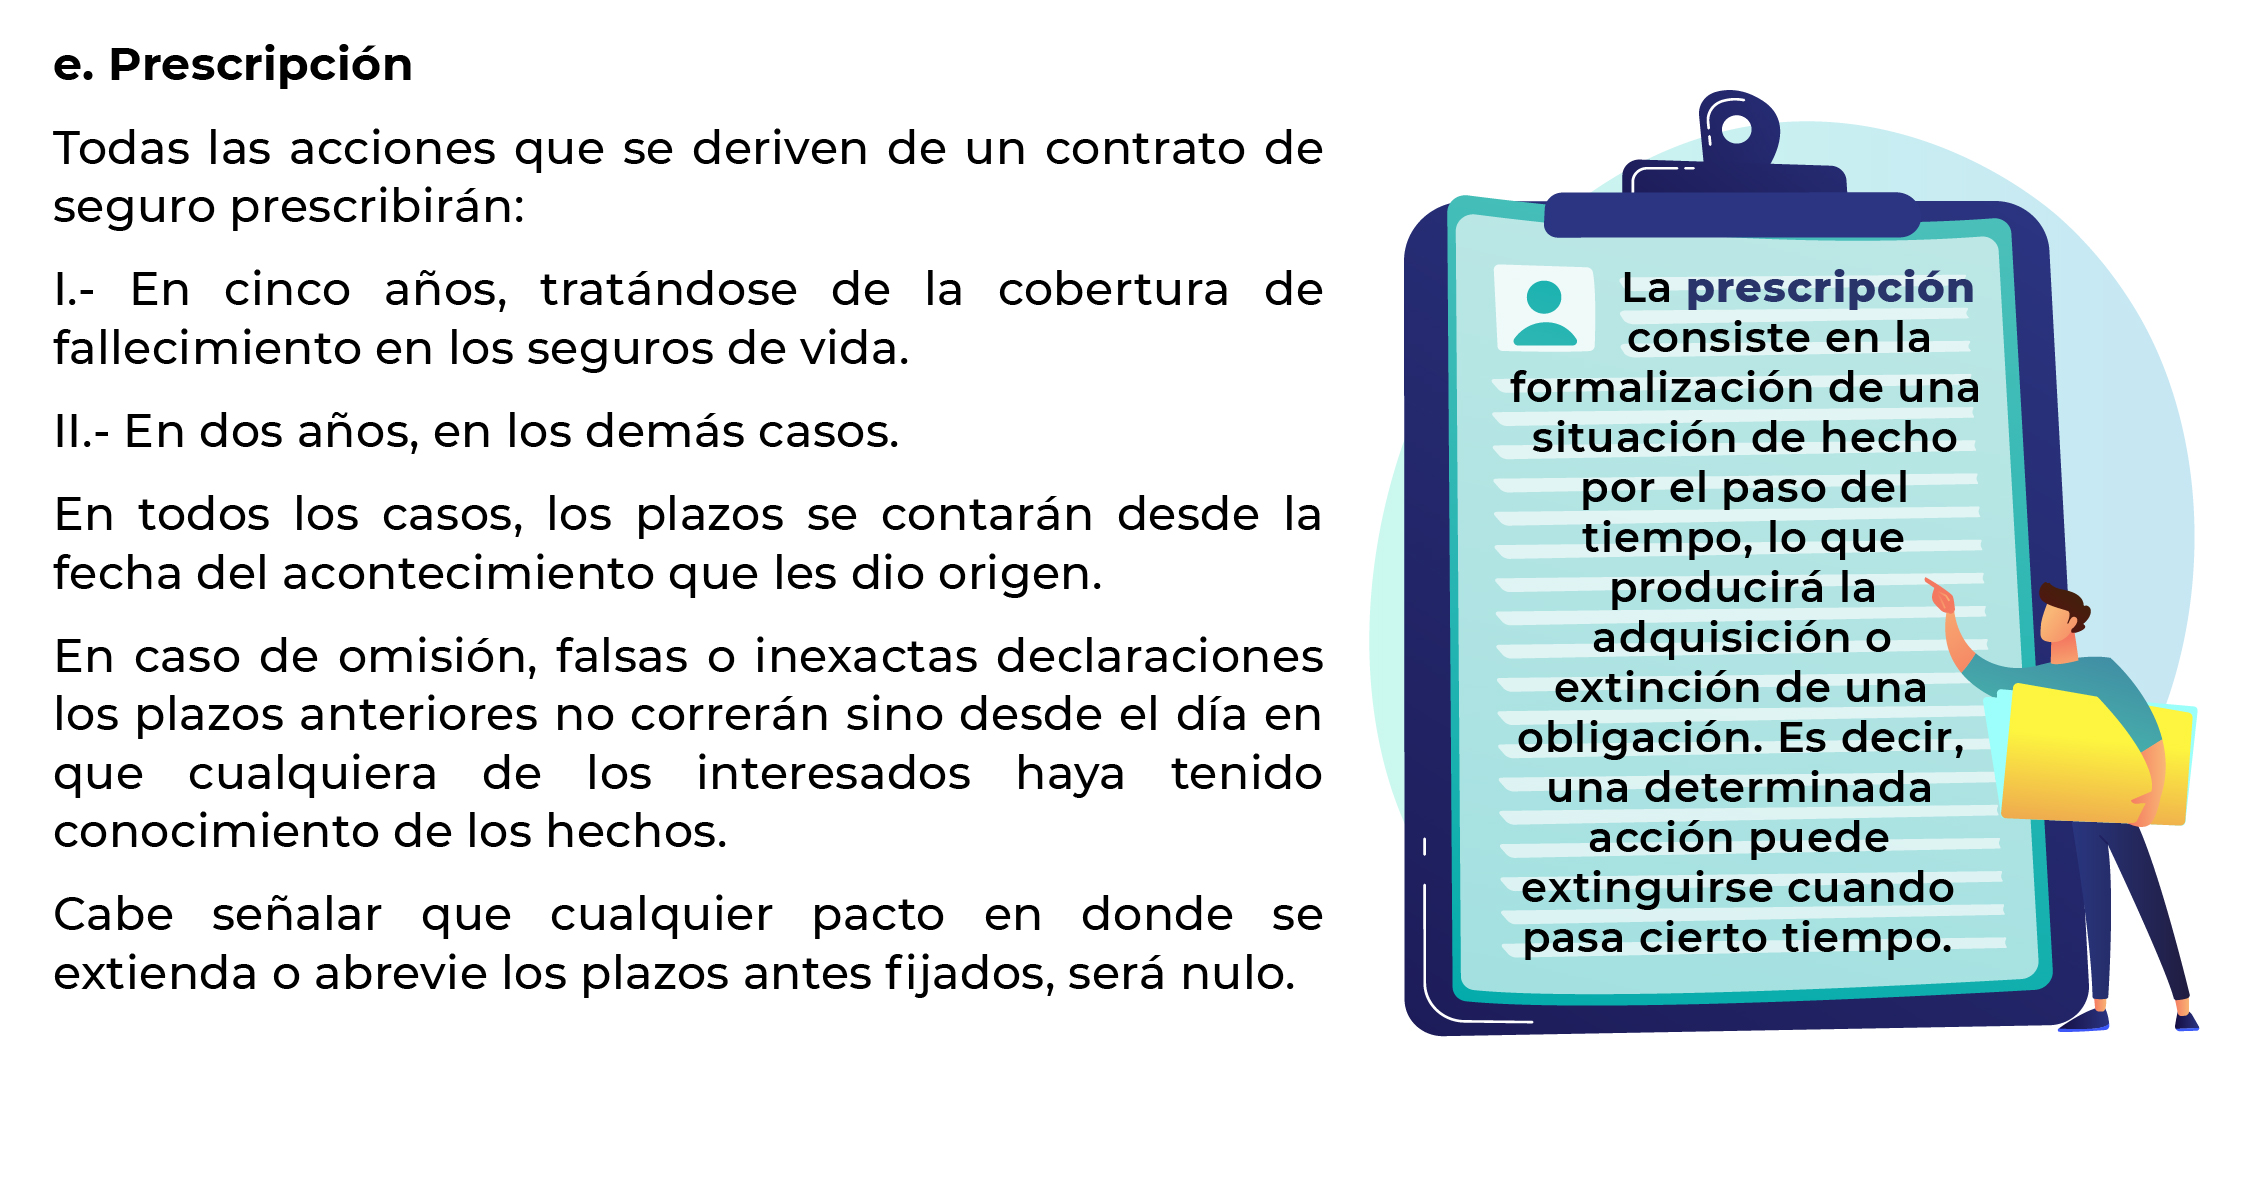 e. Prescripción
Todas las acciones que se deriven de un contrato de
seguro prescribirán:
I.- En cinco años, tratándose de la cobertura de
fallecimiento en los seguros de vida.
II.- En dos años, en los demás casos.
En todos los casos, los plazos se contarán desde la
fecha del acontecimiento que les dio origen.
En caso de omisión, falsas o inexactas declaraciones
los plazos anteriores no correrán sino desde el día en
que cualquiera de los interesados haya tenido
conocimiento de los hechos.
Cabe señalar que cualquier pacto en donde se
extienda o abrevie los plazos antes fijados, será nulo.
La prescripción
consiste en la
formalización de una
situación de hecho
por el paso del
tiempo, lo que
producirá la
adquisición o
extinción de una
obligación. Es decir,
una determinada
acción puede
extinguirse cuando
pasa cierto tiempo.